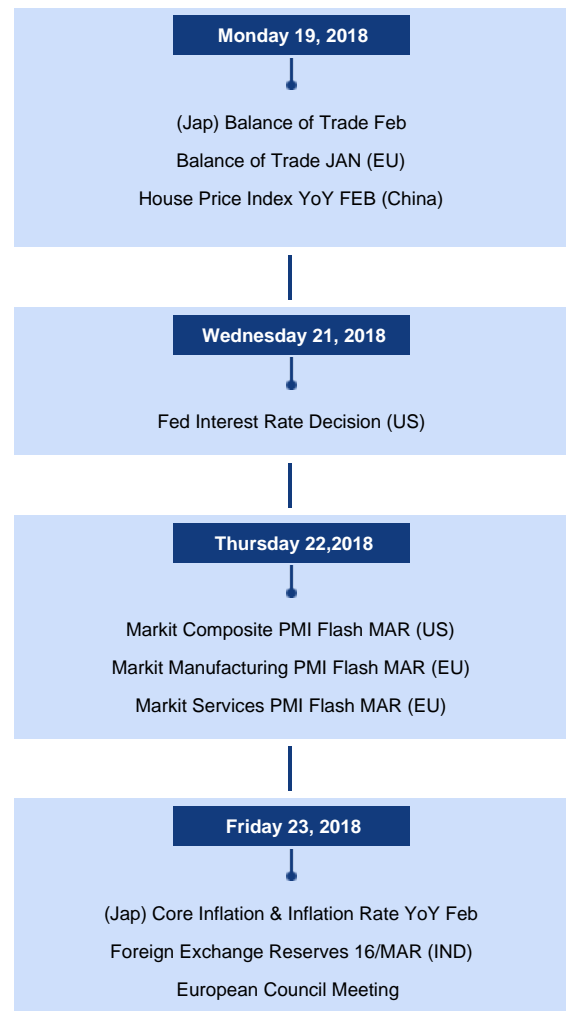 Monday 19, 2018
(Jap) Balance of Trade Feb
Balance of Trade JAN (EU)
House Price Index YoY FEB (China)
Wednesday 21, 2018
Fed Interest Rate Decision (US)
Thursday 22,2018
Markit Composite PMI Flash MAR (US)
Markit Manufacturing PMI Flash MAR (EU)
Markit Services PMI Flash MAR (EU)
Friday 23, 2018
(Jap) Core Inflation & Inflation Rate YoY Feb
Foreign Exchange Reserves 16/MAR (IND)
European Council Meeting